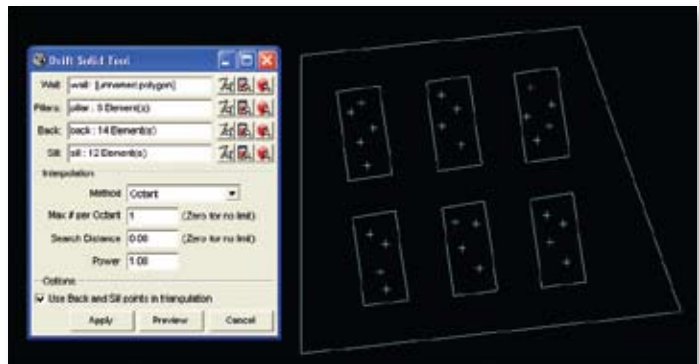 Drift Solid Tool
Wall: wall : [unnamed polygon]
Pillars: pillar : 5 Element(s)
Back: back : 14 Element(s)
Sill: sill : 12 Element(s)
Interpolation
Method Octant
Max # per Octant 1 (Zero for no limit)
Search Distance 0.00 (Zero for no limit)
Power 1.00
Options
Use Back and Sill points in triangulation
Apply Preview Cancel